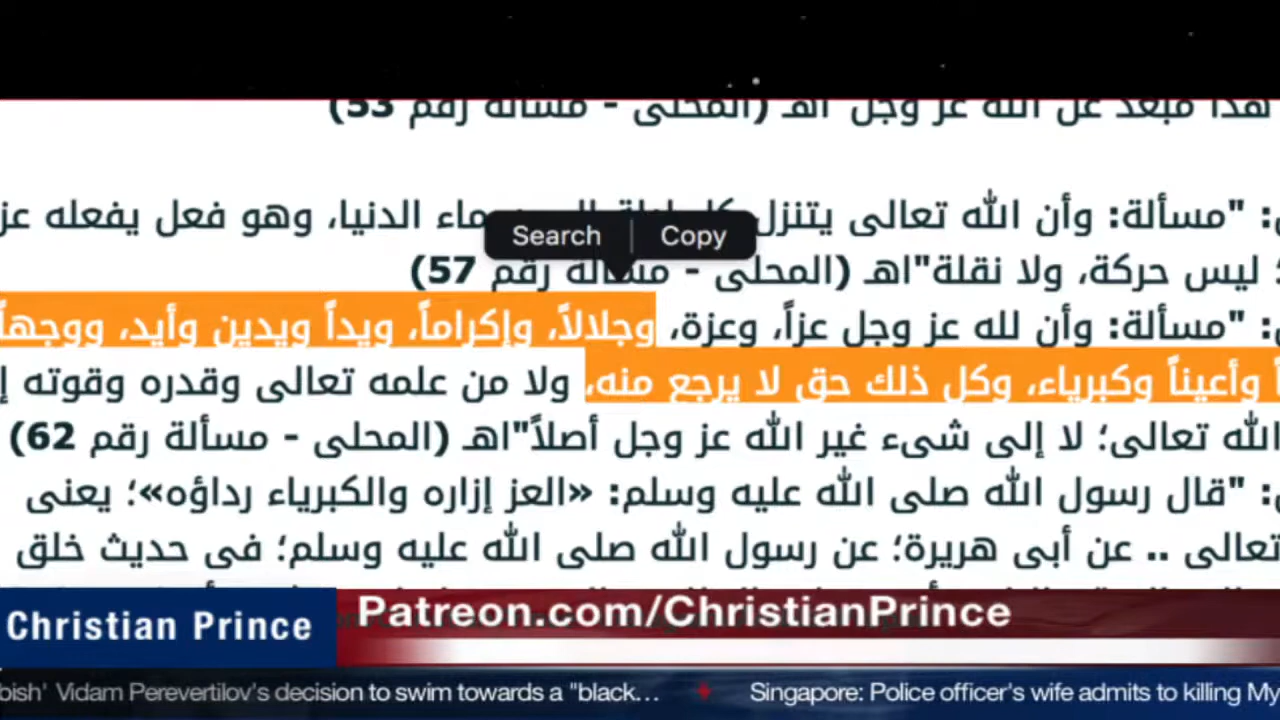 هذا مبعد عن الله عز وجل"اهـ (المحلى - مسألة رقم 53)
: "مسألة: وأن الله تعالى يتنزل كل ليلة إلى سماء الدنيا، وهو فعل يفعله عز
Search
Copy
؛ ليس حركة، ولا نقلة"اهـ (المحلى - مسألة رقم 57)
: "مسألة: وأن لله عز وجل عزاً، وعزة، وجلالاً، وإكراماً، ويداً ويدين وأيد، ووجهاً
وأعيناً وكبرياء، وكل ذلك حق لا يرجع منه، ولا من علمه تعالى وقدره وقوته
الله تعالى؛ لا إلى شىء غير الله عز وجل أصلاً"اهـ (المحلى - مسألة رقم 62)
: "قال رسول الله صلى الله عليه وسلم: «العز إزاره والكبرياء رداؤه»؛ يعنى
تعالى .. عن أبى هريرة؛ عن رسول الله صلى الله عليه وسلم؛ فى حديث خلق
Christian Prince
Patreon.com/ChristianPrince
bish' Vidam Perevertilov's decision to swim towards a "black... Singapore: Police officer's wife admits to killing My